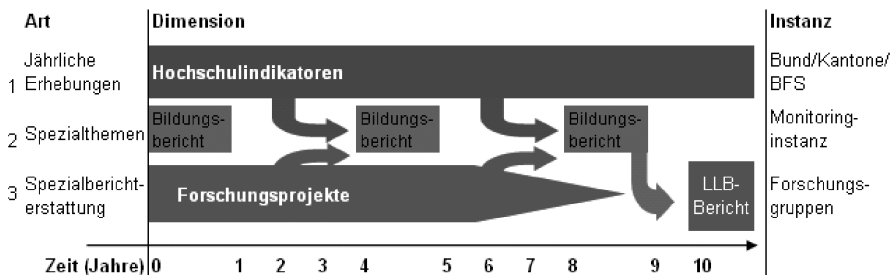 Art Dimension Instanz
Jährliche
1 Erhebungen
Hochschulindikatoren
Bund/Kantone/
BFS
2 Spezialthemen
Bildungs-
bericht
Bildungs-
bericht
Bildungs-
bericht
Monitoring-
instanz
3 Spezialbericht-
erstattung
Forschungsprojekte
LLB-
Bericht
Forschungs-
gruppen
Zeit (Jahre) 0 1 2 3 4 5 6 7 8 9 10